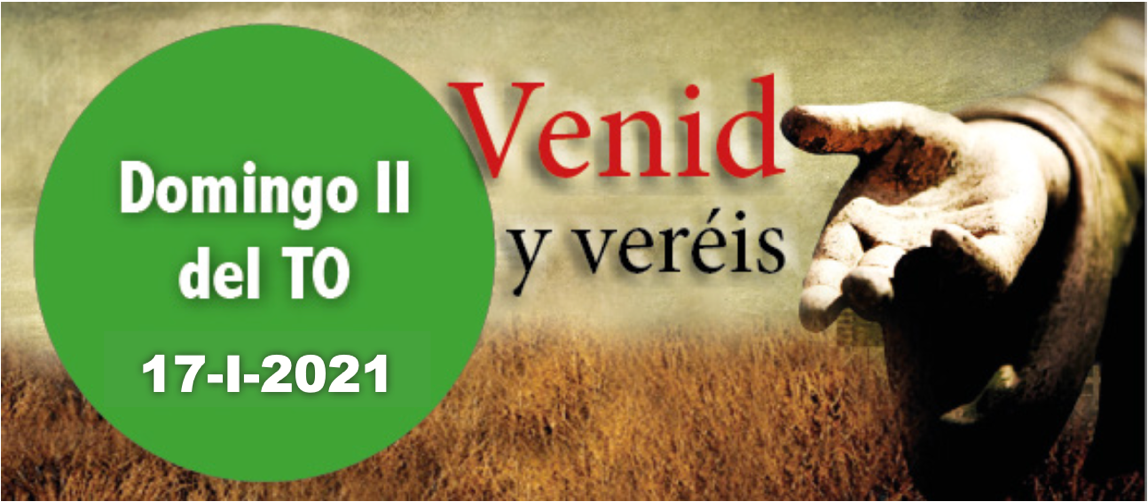 Domingo II
del TO
17-I-2021
Venid
y veréis